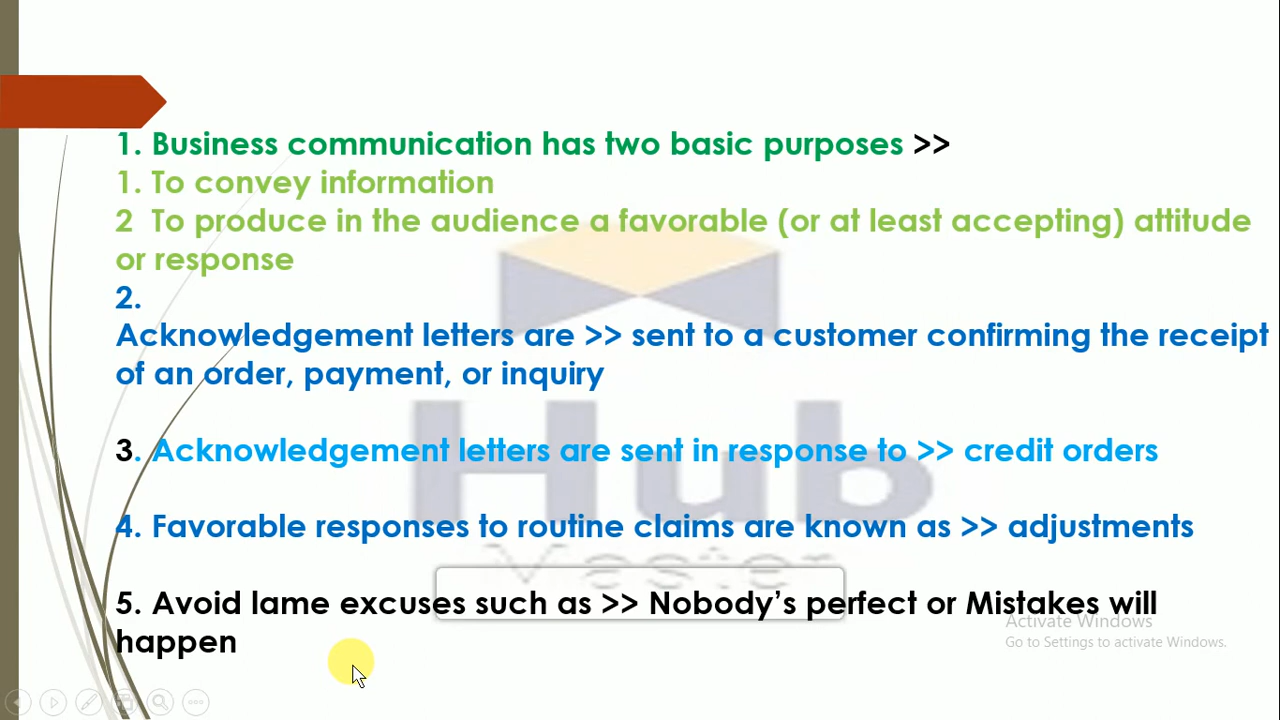 1. Business communication has two basic purposes >>
1. To convey information
2 To produce in the audience a favorable (or at least accepting) attitude
or response
2.
Acknowledgement letters are >> sent to a customer confirming the receipt
of an order, payment, or inquiry
3. Acknowledgement letters are sent in response to >> credit orders
4. Favorable responses to routine claims are known as >> adjustments
5. Avoid lame excuses such as >> Nobody’s perfect or Mistakes will
happen
Hub
Master
Activate Windows
Go to Settings to activate Windows.